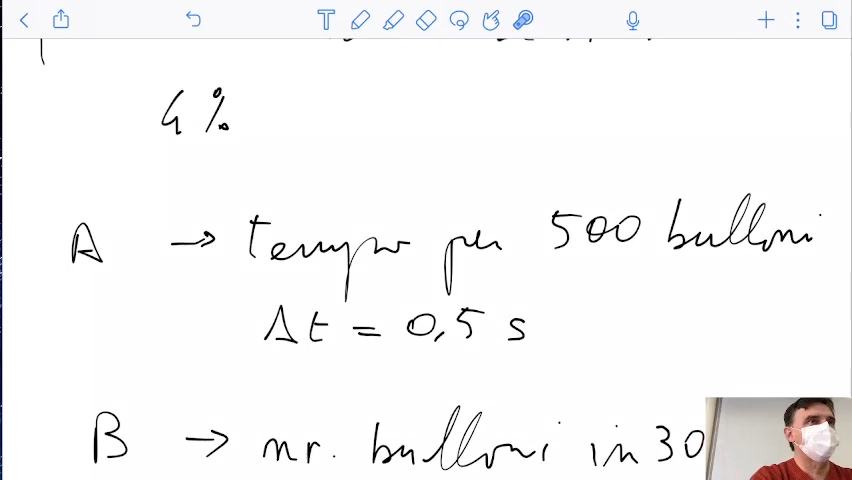 4 %
A → tempo per 500 bulloni
Δt = 0,5 s
B → nr. bulloni in 30